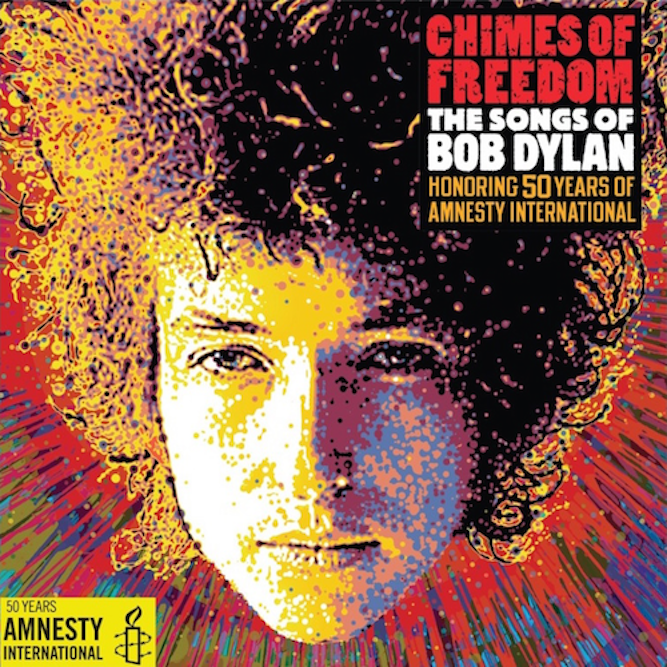 CHIMES OF
FREEDOM
THE SONGS OF
BOB DYLAN
HONORING 50 YEARS OF
AMNESTY INTERNATIONAL
50 YEARS
AMNESTY
INTERNATIONAL